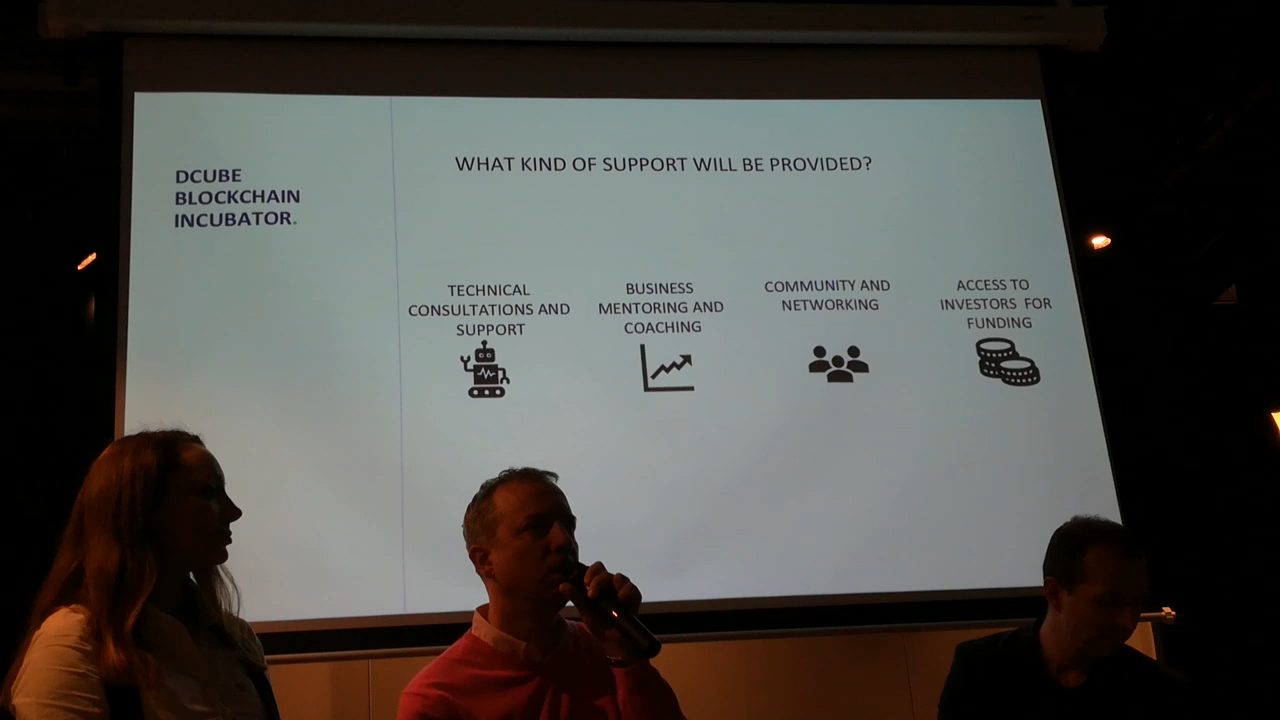 DCUBE
BLOCKCHAIN
INCUBATOR.
WHAT KIND OF SUPPORT WILL BE PROVIDED?
TECHNICAL
CONSULTATIONS AND
SUPPORT
BUSINESS
MENTORING AND
COACHING
COMMUNITY AND
NETWORKING
ACCESS TO
INVESTORS FOR
FUNDING